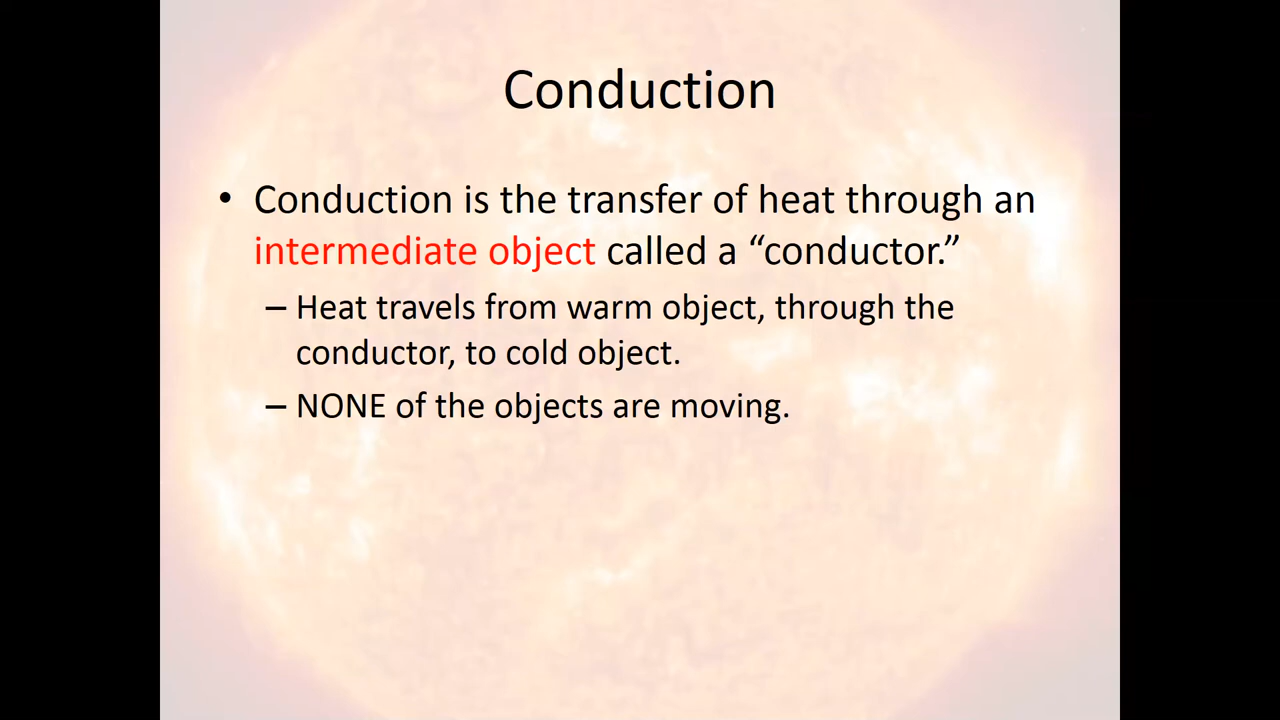 Conduction
• Conduction is the transfer of heat through an
intermediate object called a “conductor.”
– Heat travels from warm object, through the
conductor, to cold object.
– NONE of the objects are moving.